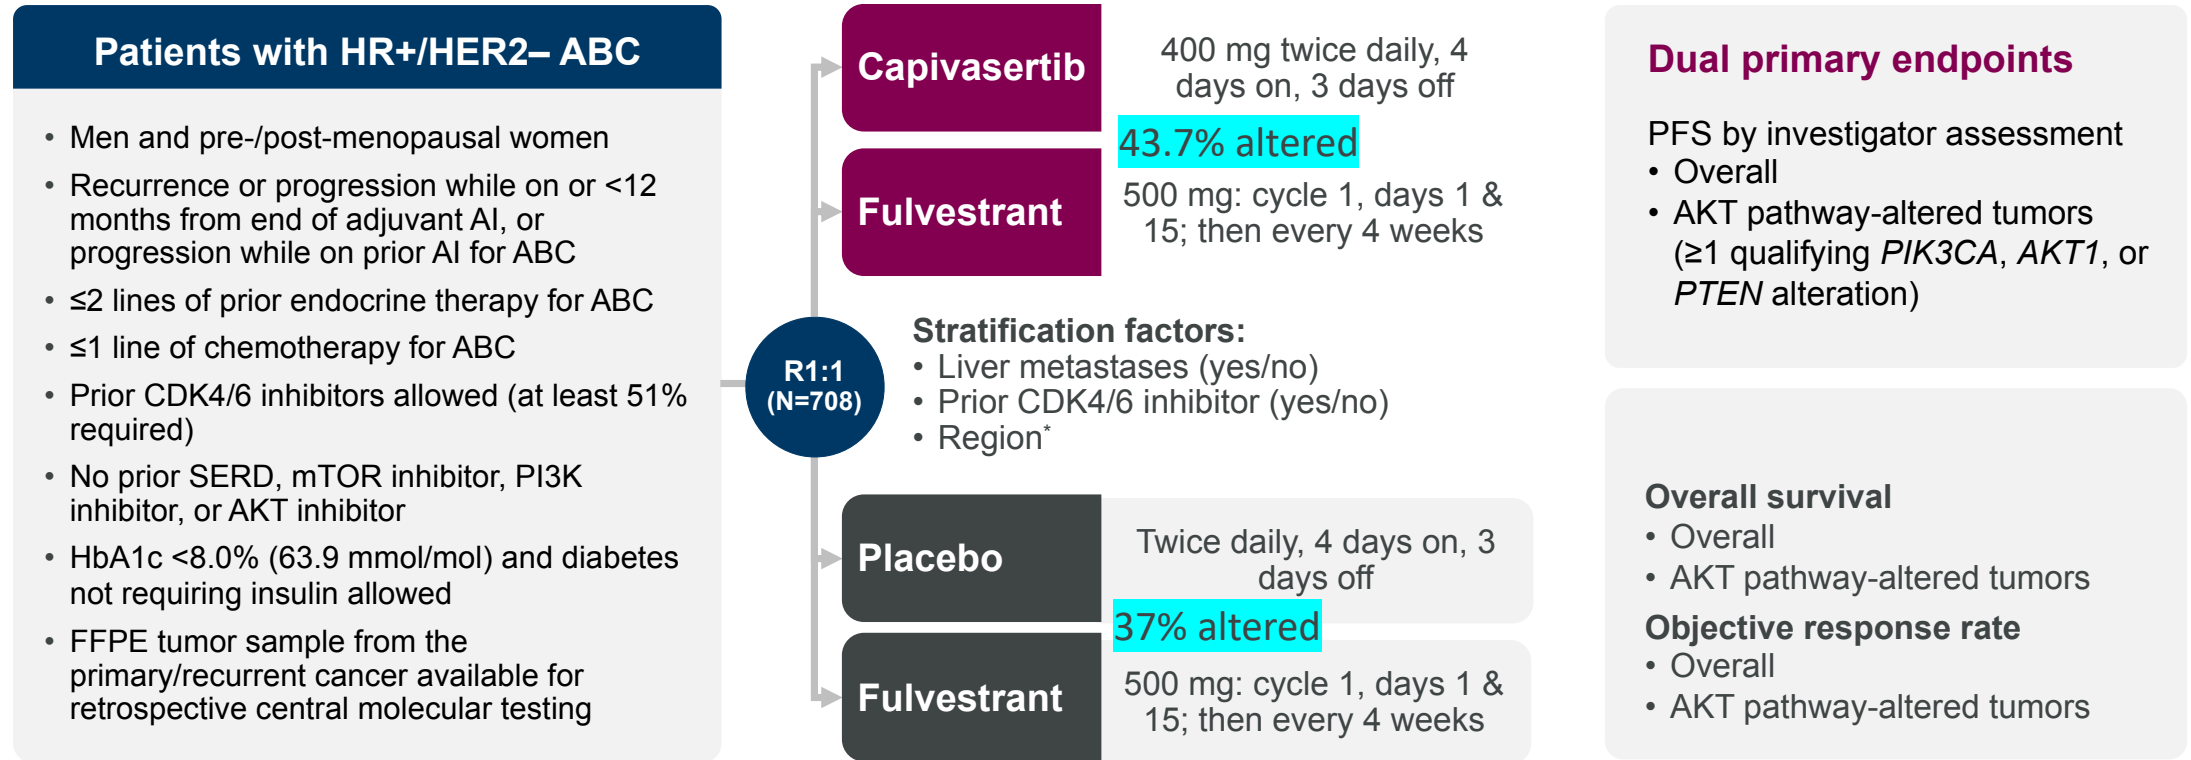 Patients with HR+/HER2– ABC
• Men and pre-/post-menopausal women
• Recurrence or progression while on or <12
months from end of adjuvant AI, or
progression while on prior AI for ABC
• ≤2 lines of prior endocrine therapy for ABC
• ≤1 line of chemotherapy for ABC
• Prior CDK4/6 inhibitors allowed (at least 51%
required)
• No prior SERD, mTOR inhibitor, PI3K
inhibitor, or AKT inhibitor
• HbA1c <8.0% (63.9 mmol/mol) and diabetes
not requiring insulin allowed
• FFPE tumor sample from the
primary/recurrent cancer available for
retrospective central molecular testing
R1:1
(N=708)
Capivasertib
400 mg twice daily, 4
days on, 3 days off
43.7% altered
Fulvestrant
500 mg: cycle 1, days 1 &
15; then every 4 weeks
Stratification factors:
• Liver metastases (yes/no)
• Prior CDK4/6 inhibitor (yes/no)
• Region*
Placebo
Twice daily, 4 days on, 3
days off
37% altered
Fulvestrant
500 mg: cycle 1, days 1 &
15; then every 4 weeks
Dual primary endpoints
PFS by investigator assessment
• Overall
• AKT pathway-altered tumors
(≥1 qualifying PIK3CA, AKT1, or
PTEN alteration)
Overall survival
• Overall
• AKT pathway-altered tumors
Objective response rate
• Overall
• AKT pathway-altered tumors